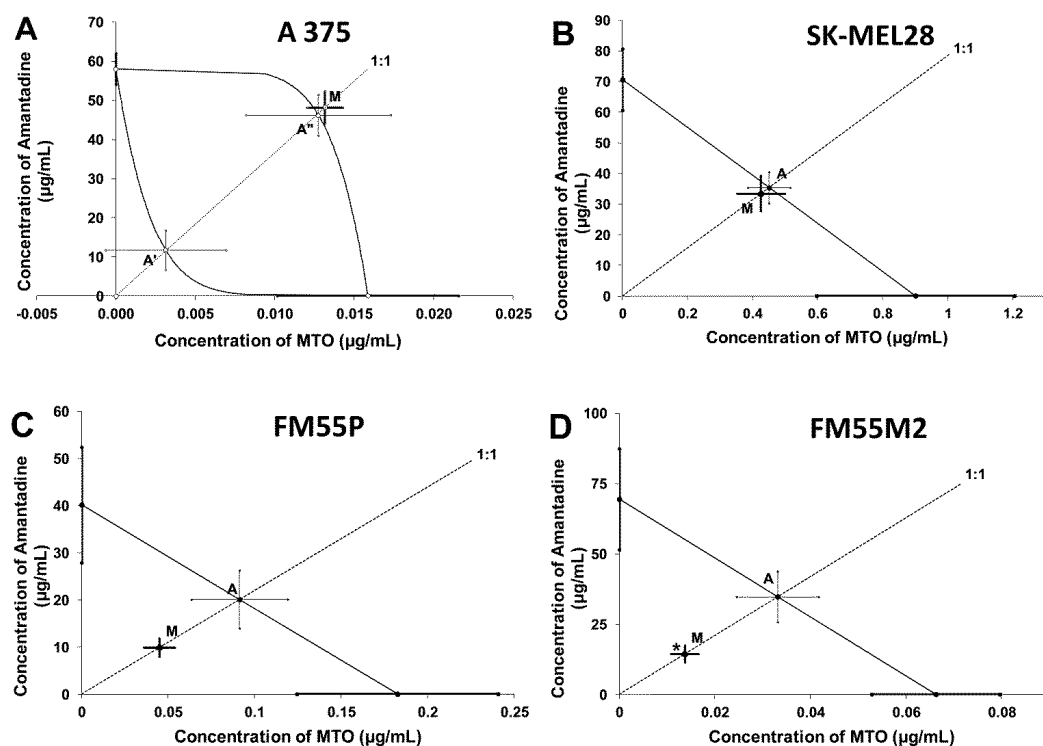 A
A 375
70
60
50
40
30
20
10
0
-0.005
0.000
0.005
0.010
0.015
0.020
0.025
1:1
M
A"
A'
Concentration of Amantadine
(µg/mL)
Concentration of MTO (µg/mL)
B
SK-MEL28
90
80
70
60
50
40
30
20
10
0
0
0.2
0.4
0.6
0.8
1
1.2
1:1
A
M
Concentration of Amantadine
(µg/mL)
Concentration of MTO (µg/mL)
C
FM55P
60
50
40
30
20
10
0
0
0.05
0.1
0.15
0.2
0.25
1:1
A
M
Concentration of Amantadine
(µg/mL)
Concentration of MTO (µg/mL)
D
FM55M2
100
75
50
25
0
0
0.02
0.04
0.06
0.08
1:1
A
* M
Concentration of Amantadine
(µg/mL)
Concentration of MTO (µg/mL)